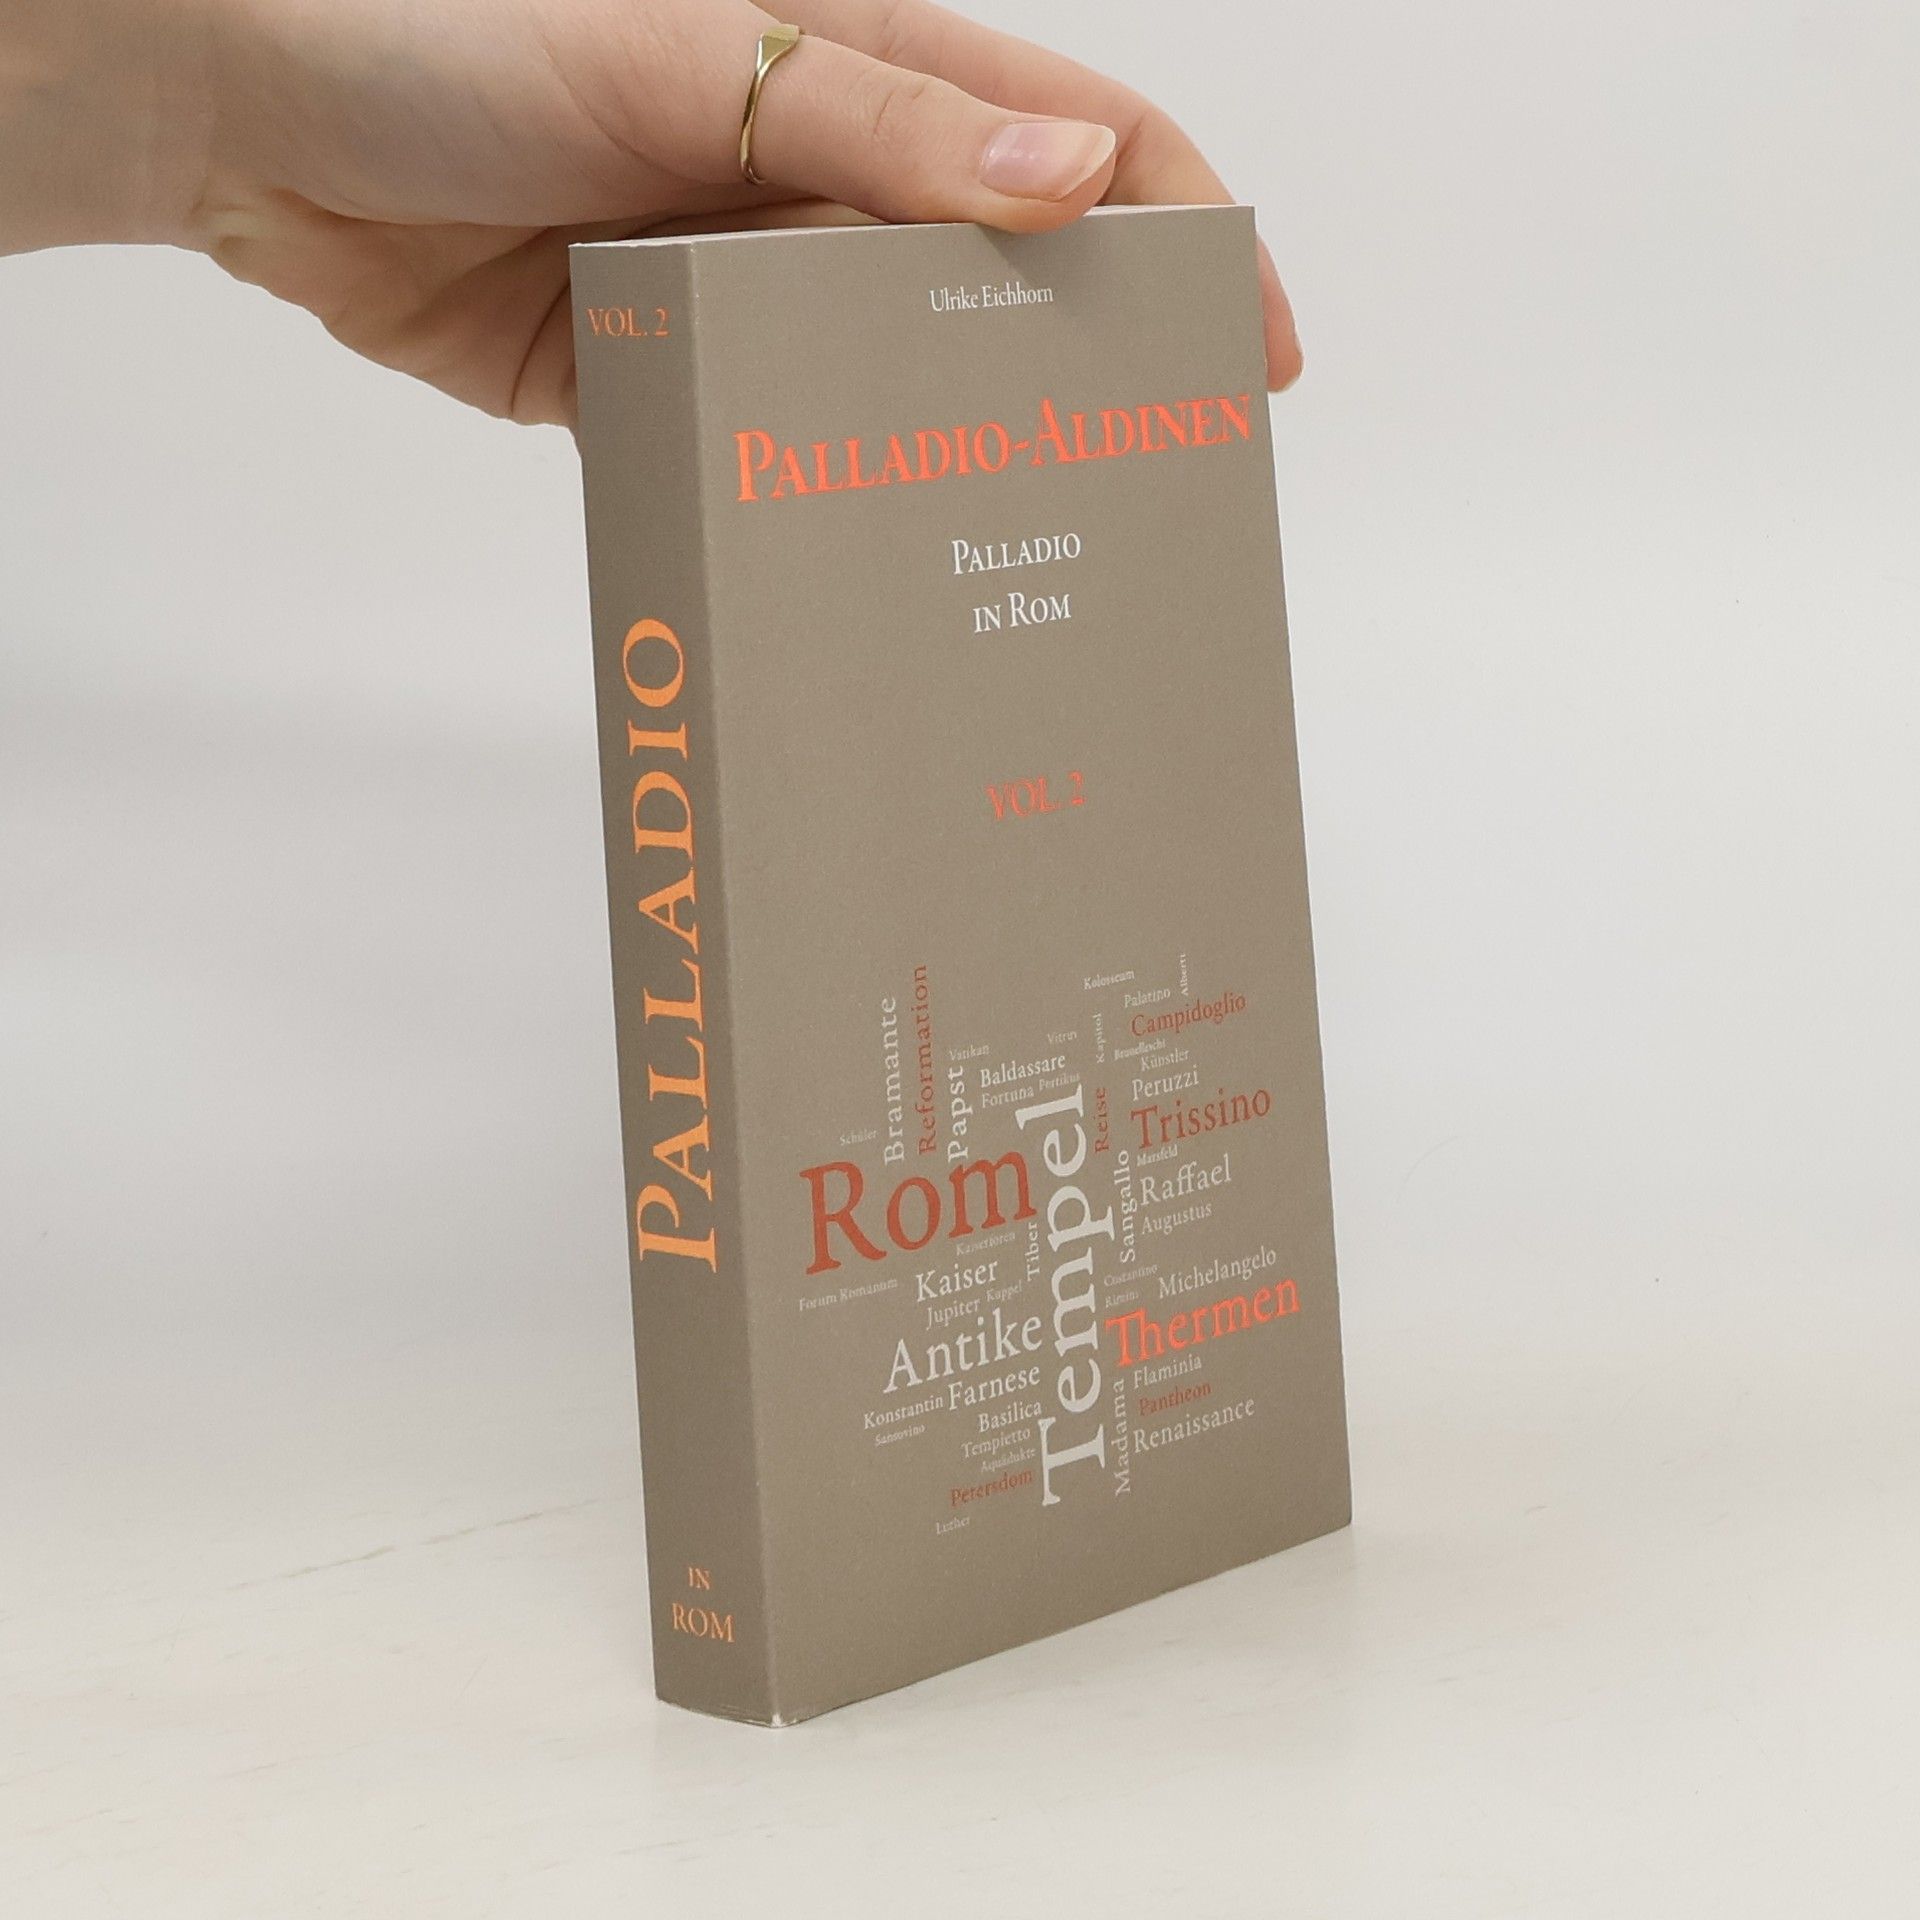 VOL. 2
PALLADIO
IN
ROM
Ulrike Eichhorn
PALLADIO-ALDINEN
PALLADIO
IN ROM
VOL. 2
Kolosseum
Alberti
Palatino
Campidoglio
Bramante
Reformation
Vatikan
Vitruv
Kapitol
Brunelleschi
Künstler
Papst
Baldassare
Fortuna Portikus
Peruzzi
Schüler
Tempel
Reise
Trissino
Marsfeld
Rom
Sangallo
Raffael
Augustus
Kaiserforen
Tiber
Forum Romanum
Kaiser
Jupiter Kuppel
Costantino
Rimini
Michelangelo
Antike
Thermen
Konstantin Farnese
Flaminia
Sansovino
Basilica
Madama
Pantheon
Tempietto
Renaissance
Aquädukte
Petersdom
Luther